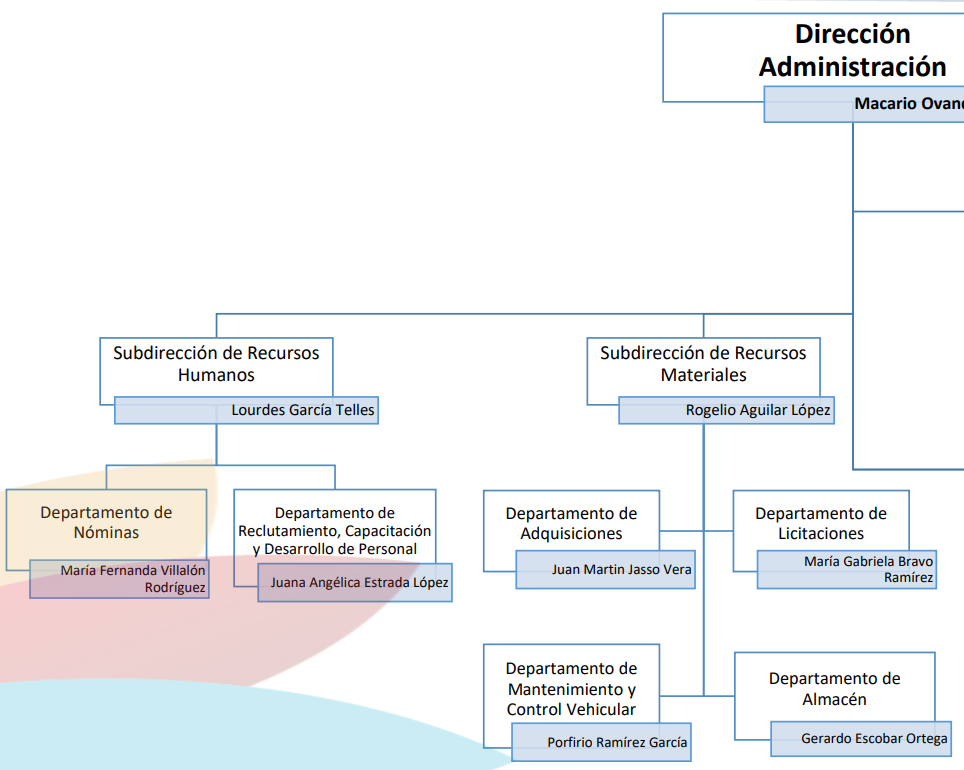 Dirección
Administración
Macario
Subdirección de Recursos
Humanos
Lourdes García Telles
Subdirección de Recursos
Materiales
Rogelio Aguilar López
Departamento de
Nóminas
María Fernanda Villalón
Rodríguez
Departamento de
Reclutamiento, Capacitación
y Desarrollo de Personal
Juana Angélica Estrada López
Departamento de
Adquisiciones
Juan Martin Jasso Vera
Departamento de
Licitaciones
María Gabriela Bravo
Ramírez
Departamento de
Mantenimiento y
Control Vehicular
Porfirio Ramírez García
Departamento de
Almacén
Gerardo Escobar Ortega